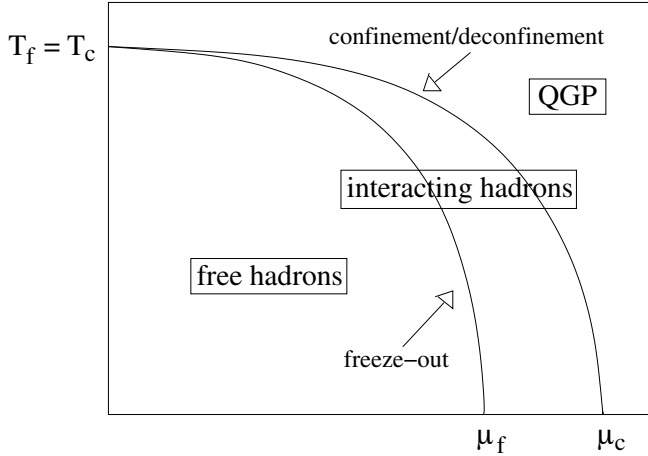 T_f = T_c
confinement/deconfinement
QGP
interacting hadrons
free hadrons
freeze−out
μ_f
μ_c